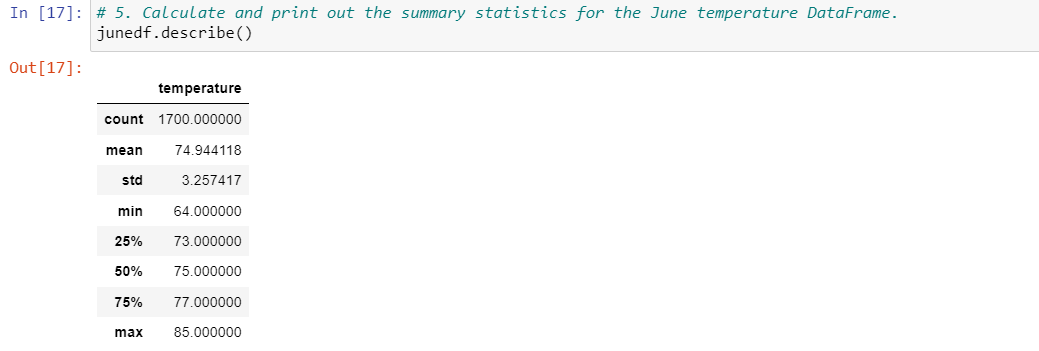 In [17]: # 5. Calculate and print out the summary statistics for the June temperature DataFrame.
junedf.describe()
Out[17]:
temperature
count 1700.000000
mean 74.944118
std 3.257417
min 64.000000
25% 73.000000
50% 75.000000
75% 77.000000
max 85.000000